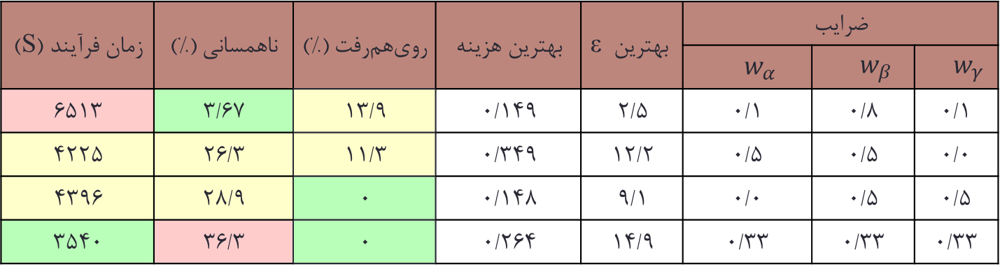 ضرایب
wγ wβ wα بهترین ε بهترین هزینه روی‌هم‌رفت (٪) ناهمسانی (٪) زمان فرآیند (S)
۰/۱ ۰/۸ ۰/۱ ۲/۵ ۰/۱۴۹ ۱۳/۹ ۳/۶۷ ۶۵۱۳
۰/۰ ۰/۵ ۰/۵ ۱۲/۲ ۰/۳۴۹ ۱۱/۳ ۲۶/۳ ۴۲۲۵
۰/۵ ۰/۵ ۰/۰ ۹/۱ ۰/۱۴۸ ۰ ۲۸/۹ ۴۳۹۶
۰/۳۳ ۰/۳۳ ۰/۳۳ ۱۴/۹ ۰/۲۶۴ ۰ ۳۶/۳ ۳۵۴۰